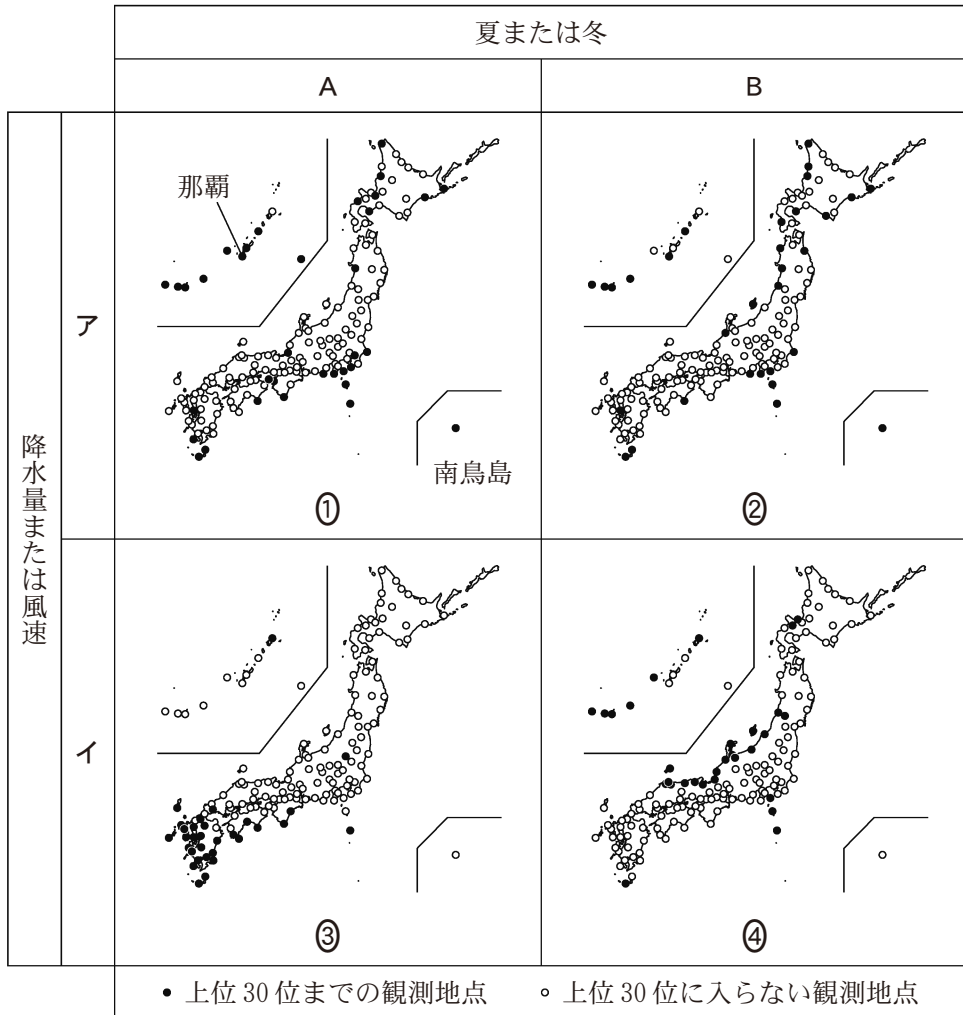 夏または冬
A
B
降水量または風速
ア
那覇
南鳥島
①
②
イ
③
④
• 上位 30 位までの観測地点 ○ 上位 30 位に入らない観測地点